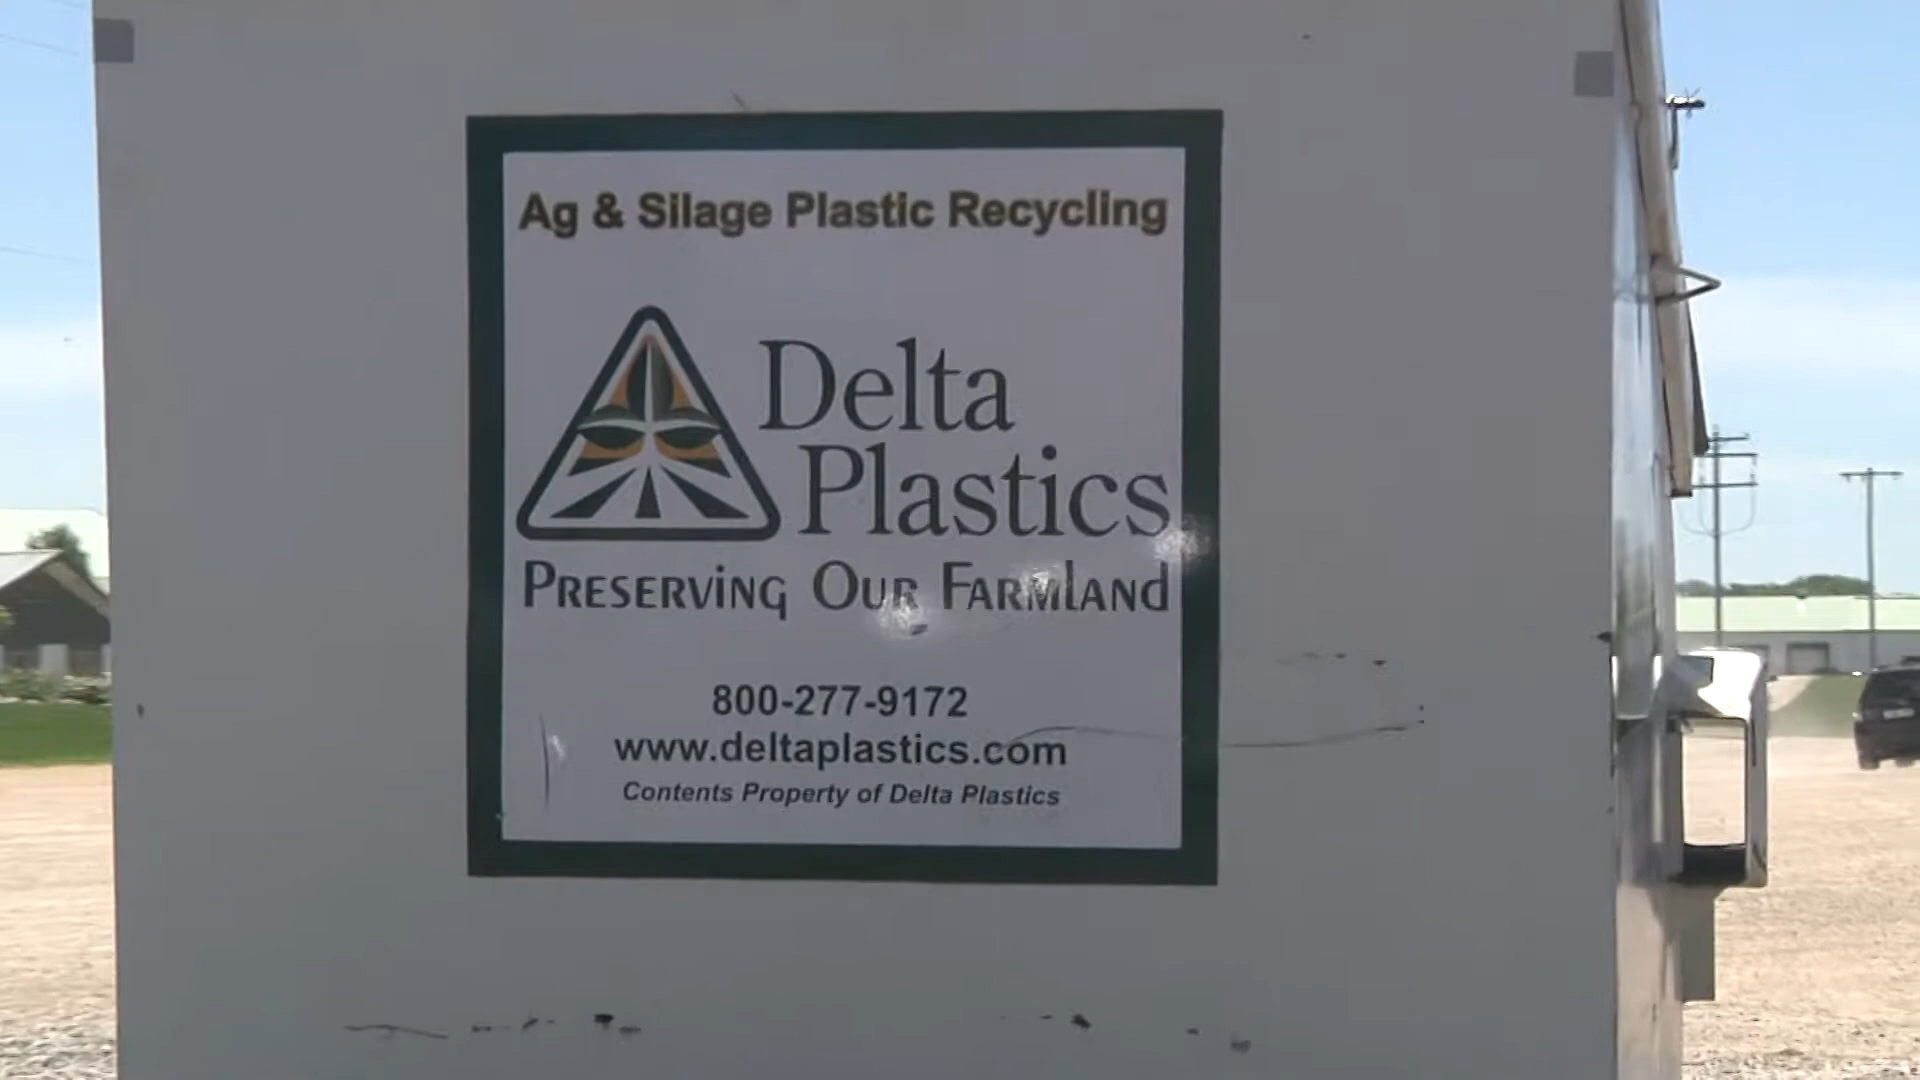 Ag & Silage Plastic Recycling
Delta
Plastics
Preserving Our Farmland
800-277-9172
www.deltaplastics.com
Contents Property of Delta Plastics